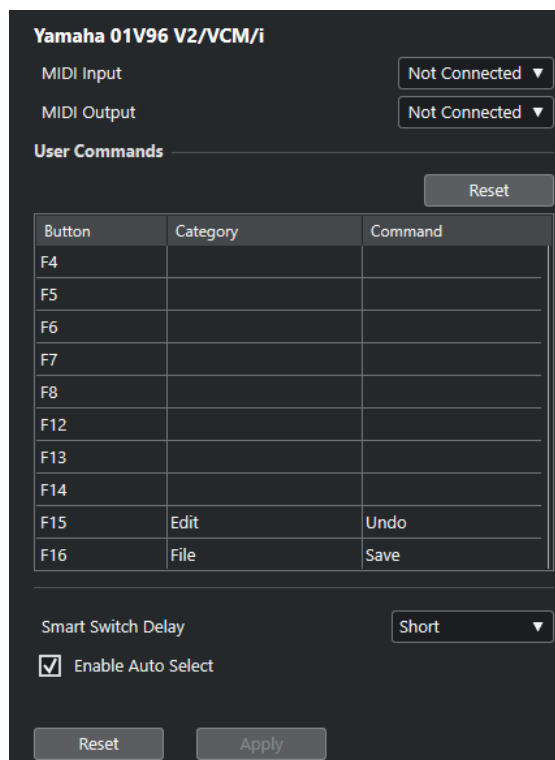 Yamaha 01V96 V2/VCM/i
MIDI Input Not Connected
MIDI Output Not Connected
User Commands
Reset
Button Category Command
F4
F5
F6
F7
F8
F12
F13
F14
F15 Edit Undo
F16 File Save
Smart Switch Delay Short
Enable Auto Select
Reset Apply